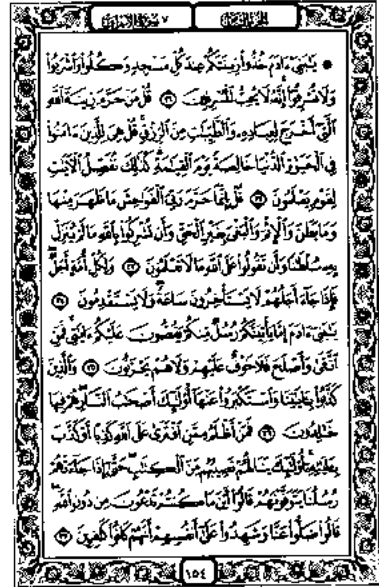 الجزء الثامن ٧ سورة الأعراف
۞ يَٰبَنِىٓ ءَادَمَ خُذُوا۟ زِينَتَكُمْ عِندَ كُلِّ مَسْجِدٍ وَكُلُوا۟ وَٱشْرَبُوا۟
وَلَا تُسْرِفُوٓا۟ إِنَّهُۥ لَا يُحِبُّ ٱلْمُسْرِفِينَ ٣١ قُلْ مَنْ حَرَّمَ زِينَةَ ٱللَّهِ
ٱلَّتِىٓ أَخْرَجَ لِعِبَادِهِۦ وَٱلطَّيِّبَٰتِ مِنَ ٱلرِّزْقِ قُلْ هِىَ لِلَّذِينَ ءَامَنُوا۟
فِى ٱلْحَيَوٰةِ ٱلدُّنْيَا خَالِصَةً يَوْمَ ٱلْقِيَٰمَةِ كَذَٰلِكَ نُفَصِّلُ ٱلْءَايَٰتِ
لِقَوْمٍ يَعْلَمُونَ ٣٢ قُلْ إِنَّمَا حَرَّمَ رَبِّىَ ٱلْفَوَٰحِشَ مَا ظَهَرَ مِنْهَا
وَمَا بَطَنَ وَٱلْإِثْمَ وَٱلْبَغْىَ بِغَيْرِ ٱلْحَقِّ وَأَن تُشْرِكُوا۟ بِٱللَّهِ مَا لَمْ يُنَزِّلْ
بِهِۦ سُلْطَٰنًا وَأَن تَقُولُوا۟ عَلَى ٱللَّهِ مَا لَا تَعْلَمُونَ ٣٣ وَلِكُلِّ أُمَّةٍ أَجَلٌ
فَإِذَا جَآءَ أَجَلُهُمْ لَا يَسْتَأْخِرُونَ سَاعَةً وَلَا يَسْتَقْدِمُونَ ٣٤
يَٰبَنِىٓ ءَادَمَ إِمَّا يَأْتِيَنَّكُمْ رُسُلٌ مِّنكُمْ يَقُصُّونَ عَلَيْكُمْ ءَايَٰتِى فَمَنِ
ٱتَّقَىٰ وَأَصْلَحَ فَلَا خَوْفٌ عَلَيْهِمْ وَلَا هُمْ يَحْزَنُونَ ٣٥ وَٱلَّذِينَ
كَذَّبُوا۟ بِـَٔايَٰتِنَا وَٱسْتَكْبَرُوا۟ عَنْهَآ أُو۟لَٰٓئِكَ أَصْحَٰبُ ٱلنَّارِ هُمْ فِيهَا
خَٰلِدُونَ ٣٦ فَمَنْ أَظْلَمُ مِمَّنِ ٱفْتَرَىٰ عَلَى ٱللَّهِ كَذِبًا أَوْ كَذَّبَ
بِـَٔايَٰتِهِۦٓ أُو۟لَٰٓئِكَ يَنَالُهُمْ نَصِيبُهُم مِّنَ ٱلْكِتَٰبِ حَتَّىٰٓ إِذَا جَآءَتْهُمْ
رُسُلُنَا يَتَوَفَّوْنَهُمْ قَالُوٓا۟ أَيْنَ مَا كُنتُمْ تَدْعُونَ مِن دُونِ ٱللَّهِ
قَالُوا۟ ضَلُّوا۟ عَنَّا وَشَهِدُوا۟ عَلَىٰٓ أَنفُسِهِمْ أَنَّهُمْ كَانُوا۟ كَٰفِرِينَ ٣٧
١٥٤